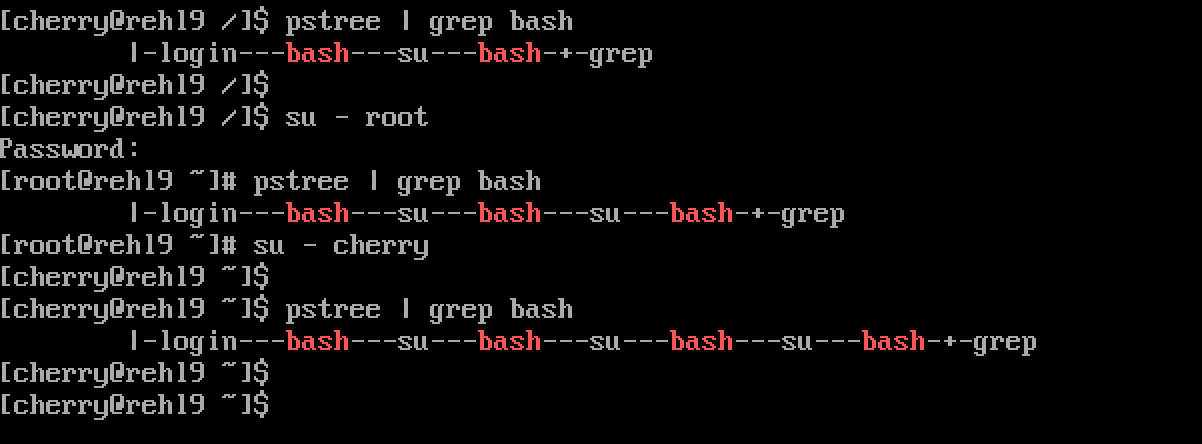 [cherry@rehl9 /]$ pstree | grep bash
|-login---bash---su---bash-+-grep
[cherry@rehl9 /]$
[cherry@rehl9 /]$ su - root
Password:
[root@rehl9 ~]# pstree | grep bash
|-login---bash---su---bash---su---bash-+-grep
[root@rehl9 ~]# su - cherry
[cherry@rehl9 ~]$
[cherry@rehl9 ~]$ pstree | grep bash
|-login---bash---su---bash---su---bash---su---bash-+-grep
[cherry@rehl9 ~]$
[cherry@rehl9 ~]$